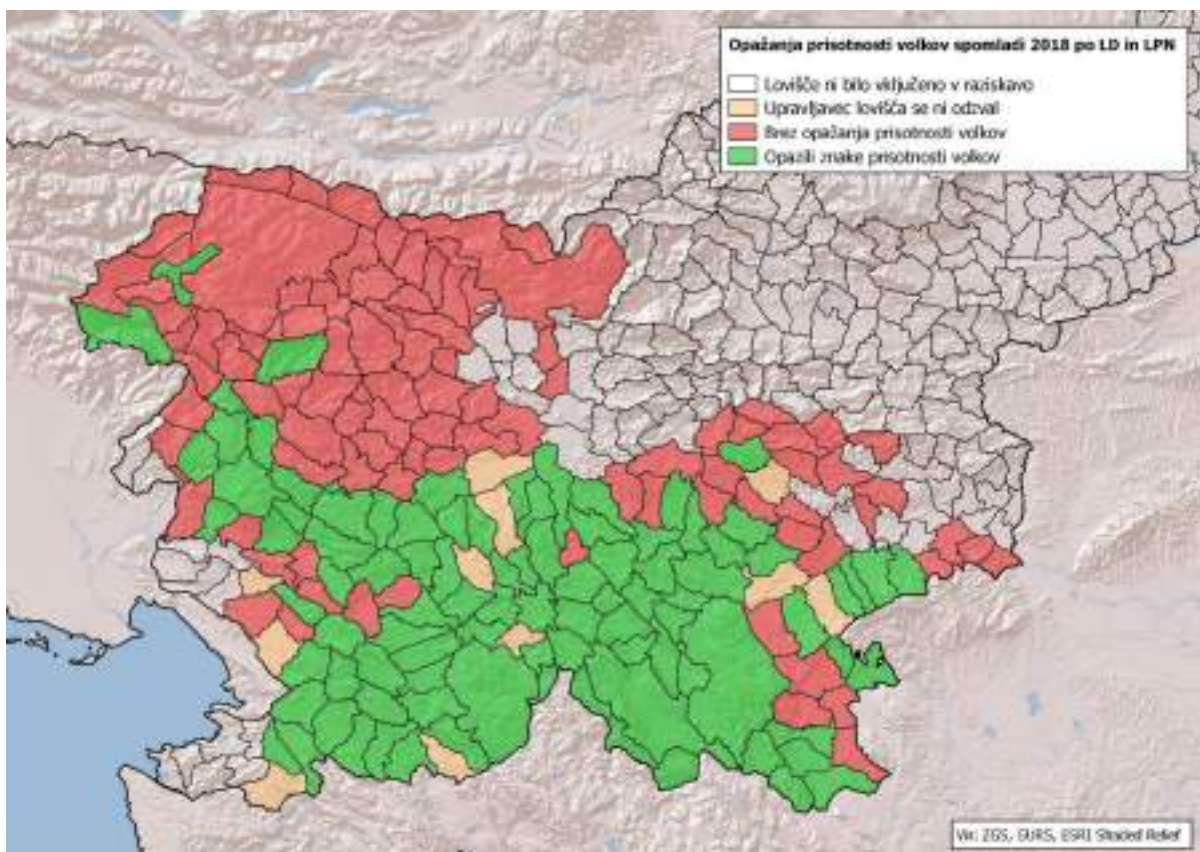 Opažanja prisotnosti volkov spomladi 2018 po LD in LPN
Lovišče ni bilo vključeno v raziskavo
Upravljavec lovišča se ni odzval
Brez opažanja prisotnosti volkov
Opazili znake prisotnosti volkov
Vir: ZGS, GURS, ESRI Shaded Relief